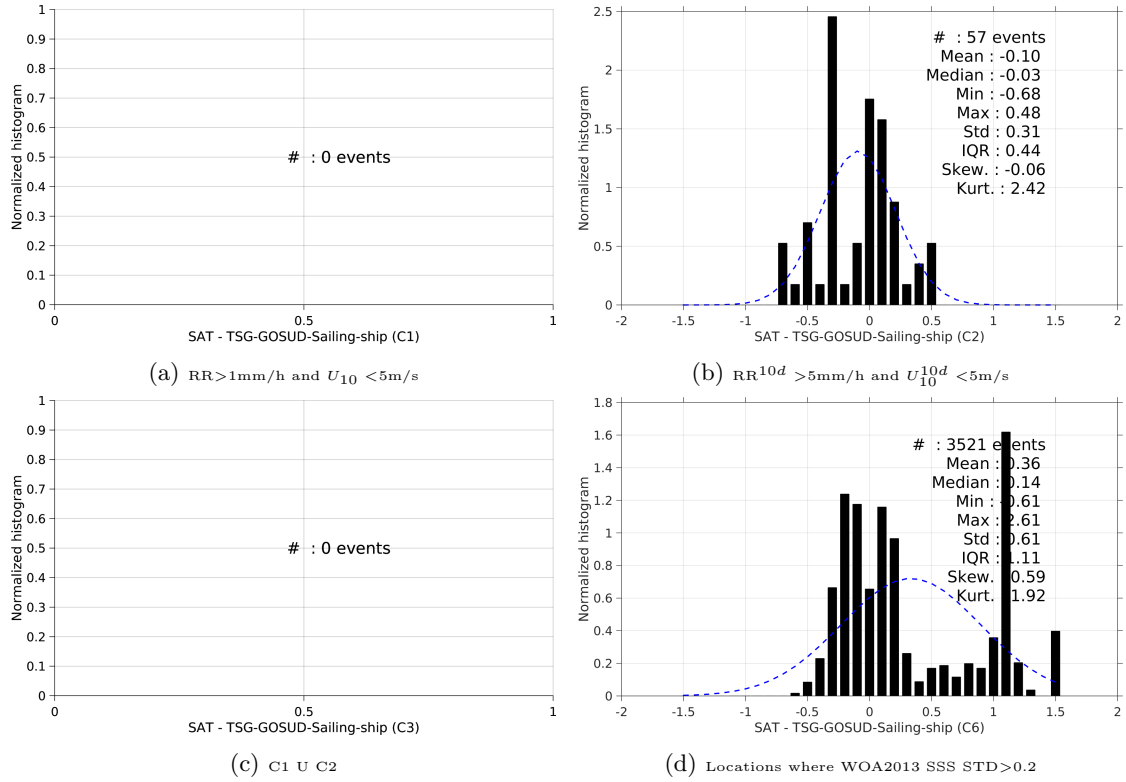 1
0.9
0.8
0.7
0.6
0.5
0.4
0.3
0.2
0.1
0
Normalized histogram
# : 0 events
0 0.5 1
SAT - TSG-GOSUD-Sailing-ship (C1)
(a) RR>1mm/h and U10 <5m/s
2.5
2
1.5
1
0.5
0
Normalized histogram
# : 57 events
Mean : -0.10
Median : -0.03
Min : -0.68
Max : 0.48
Std : 0.31
IQR : 0.44
Skew. : -0.06
Kurt. : 2.42
-2 -1.5 -1 -0.5 0 0.5 1 1.5 2
SAT - TSG-GOSUD-Sailing-ship (C2)
(b) RR10d >5mm/h and U10d10 <5m/s
1
0.9
0.8
0.7
0.6
0.5
0.4
0.3
0.2
0.1
0
Normalized histogram
# : 0 events
0 0.5 1
SAT - TSG-GOSUD-Sailing-ship (C3)
(c) C1 U C2
1.8
1.6
1.4
1.2
1
0.8
0.6
0.4
0.2
0
Normalized histogram
# : 3521 events
Mean : 0.36
Median : 0.14
Min : -0.61
Max : 2.61
Std : 0.61
IQR : 1.11
Skew. : 0.59
Kurt. : 1.92
-2 -1.5 -1 -0.5 0 0.5 1 1.5 2
SAT - TSG-GOSUD-Sailing-ship (C6)
(d) Locations where WOA2013 SSS STD>0.2